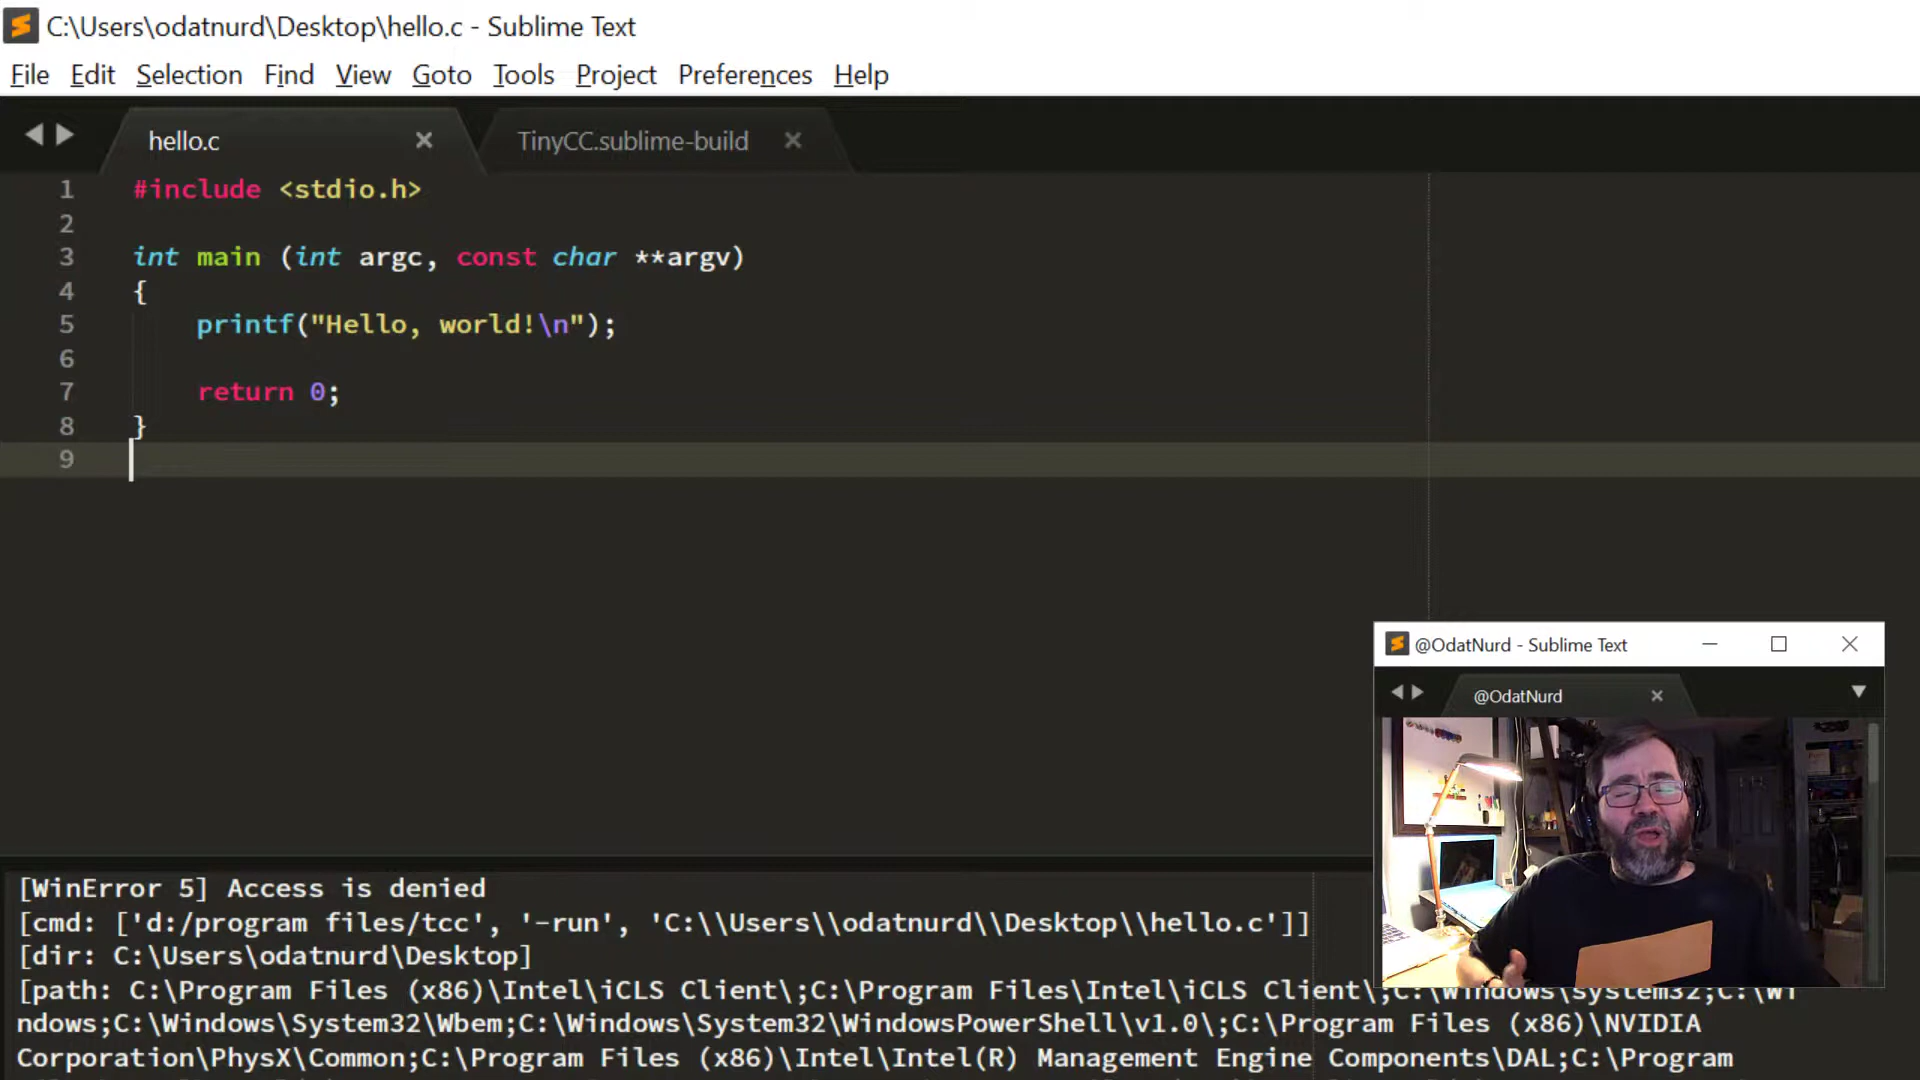 C:\Users\odatnurd\Desktop\hello.c - Sublime Text
File Edit Selection Find View Goto Tools Project Preferences Help
hello.c
TinyCC.sublime-build
1 #include <stdio.h>
2
3 int main (int argc, const char **argv)
4 {
5 printf("Hello, world!\n");
6
7 return 0;
8 }
9
@OdatNurd - Sublime Text
@OdatNurd
[WinError 5] Access is denied
[cmd: ['d:/program files/tcc', '-run', 'C:\\Users\\odatnurd\\Desktop\\hello.c']]
[dir: C:\Users\odatnurd\Desktop]
[path: C:\Program Files (x86)\Intel\iCLS Client\;C:\Program Files\Intel\iCLS Client\;C:\Windows\system32;C:\Wi
ndows;C:\Windows\System32\Wbem;C:\Windows\System32\WindowsPowerShell\v1.0\;C:\Program Files (x86)\NVIDIA
Corporation\PhysX\Common;C:\Program Files (x86)\Intel\Intel(R) Management Engine Components\DAL;C:\Program